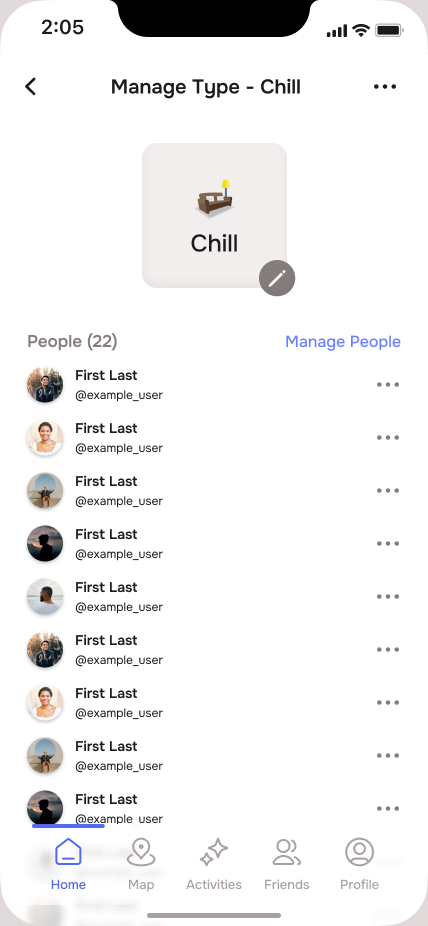 2:05
Manage Type - Chill
Chill
People (22)
Manage People
First Last
@example_user
First Last
@example_user
First Last
@example_user
First Last
@example_user
First Last
@example_user
First Last
@example_user
First Last
@example_user
First Last
@example_user
First Last
@example_user
Home
Map
Activities
Friends
Profile